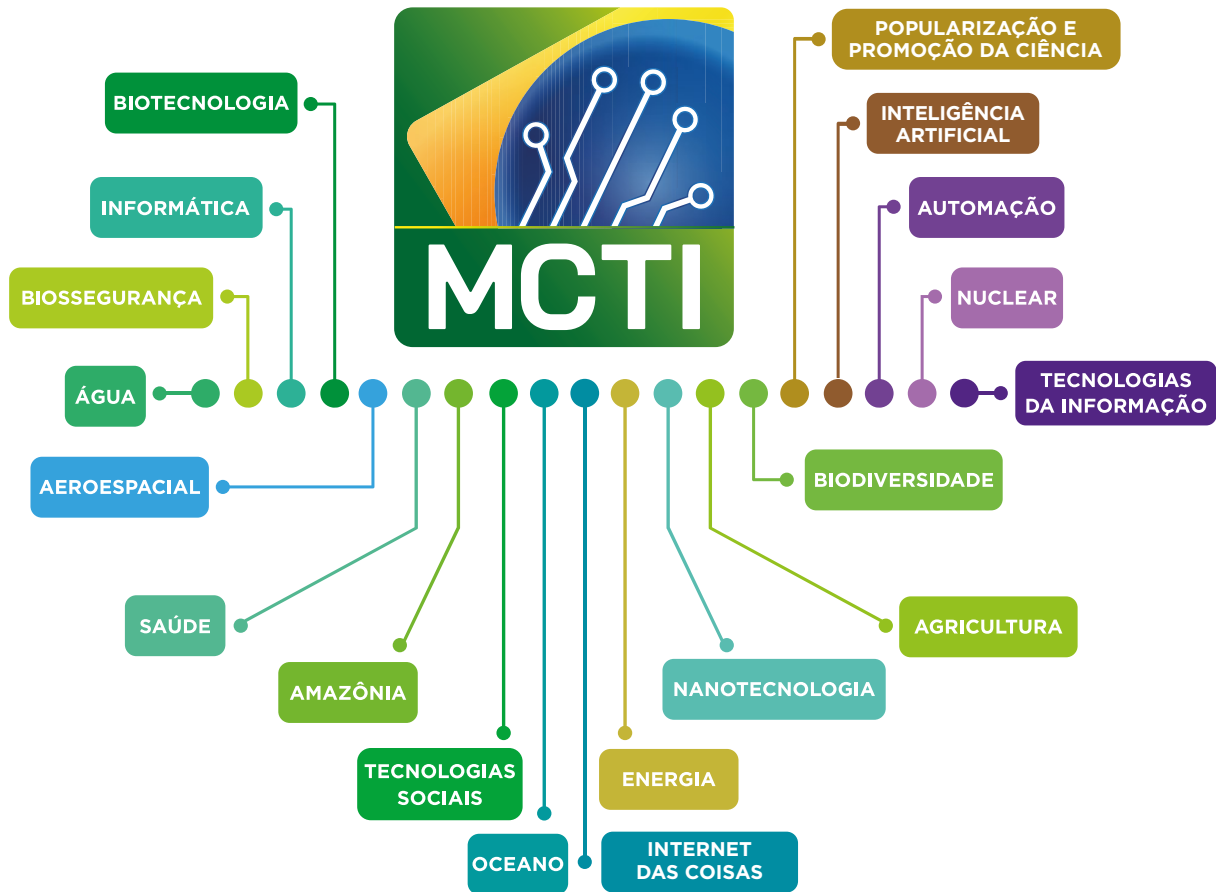 POPULARIZAÇÃO E
PROMOÇÃO DA CIÊNCIA
BIOTECNOLOGIA
INTELIGÊNCIA
ARTIFICIAL
INFORMÁTICA
AUTOMAÇÃO
MCTI
BIOSSEGURANÇA
NUCLEAR
ÁGUA
TECNOLOGIAS
DA INFORMAÇÃO
AEROESPACIAL
BIODIVERSIDADE
SAÚDE
AGRICULTURA
AMAZÔNIA
NANOTECNOLOGIA
TECNOLOGIAS
SOCIAIS
ENERGIA
OCEANO
INTERNET
DAS COISAS